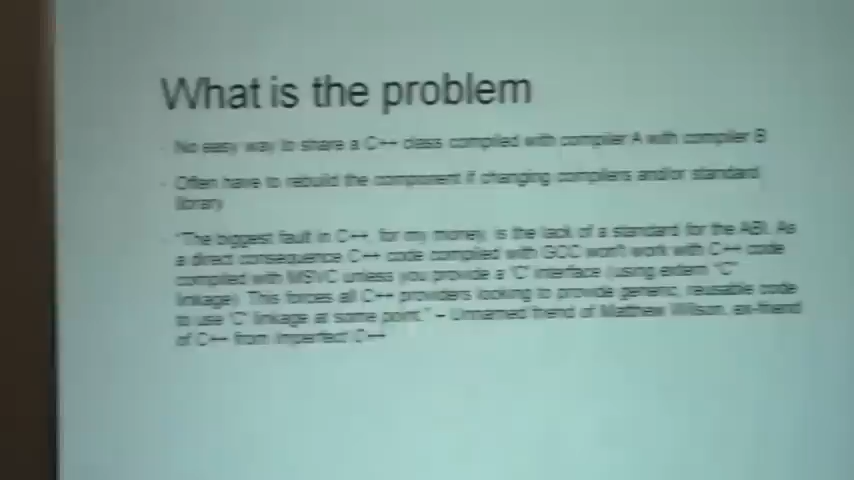 What is the problem
No easy way to share a C++ class compiled with compiler A with compiler B
Often have to rebuild the component if changing compilers and/or standard
library
"The biggest fault in C++, for my money, is the lack of a standard for the ABI. As
a direct consequence C++ code compiled with GCC won't work with C++ code
compiled with MSVC unless you provide a 'C' interface (using extern "C"
linkage). This forces all C++ providers looking to provide generic, reusable code
to use 'C' linkage at some point." – Unnamed friend of Matthew Wilson, ex-friend
of C++ from Imperfect C++